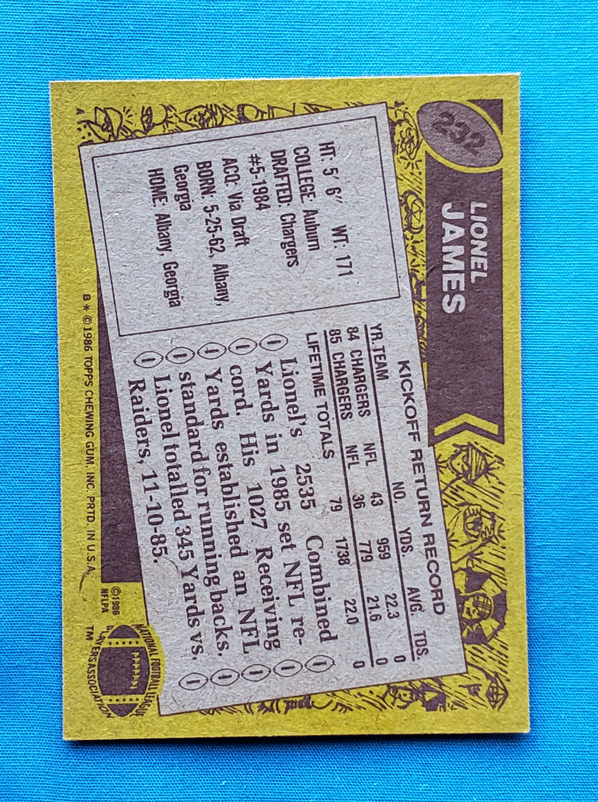 232
LIONEL
JAMES
HT: 5' 6" WT: 171
COLLEGE: Auburn
DRAFTED: Chargers
#5-1984
ACQ: Via Draft
BORN: 5-25-62, Albany,
Georgia
HOME: Albany, Georgia
KICKOFF RETURN RECORD
YR. TEAM NO. YDS. AVG. TDS.
84 CHARGERS NFL 43 959 22.3 0
85 CHARGERS NFL 36 779 21.6 0
LIFETIME TOTALS 79 1738 22.0 0
Lionel's 2535 Combined
Yards in 1985 set NFL re-
cord. His 1027 Receiving
Yards established an NFL
standard for running backs.
Lionel totalled 345 Yards vs.
Raiders, 11-10-85.
A
B * © 1986 TOPPS CHEWING GUM, INC. PRTD. IN U.S.A.
© 1986
NFLPA
NATIONAL FOOTBALL LEAGUE
PLAYERS ASSOCIATION
TM